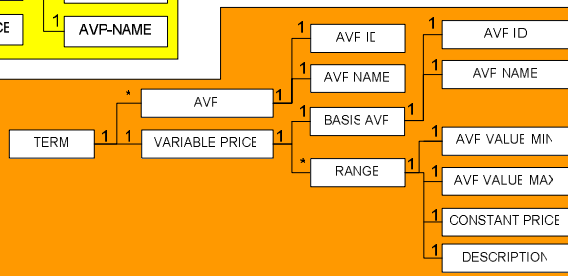 CE
1
AVP-NAME
1
AVF ID
1
AVF ID
1
AVF NAME
1
AVF NAME
*
AVF
1
1
BASIS AVF
1
TERM
1
1
VARIABLE PRICE
1
*
RANGE
1
1
AVF VALUE MIN
1
AVF VALUE MAX
1
CONSTANT PRICE
1
DESCRIPTION